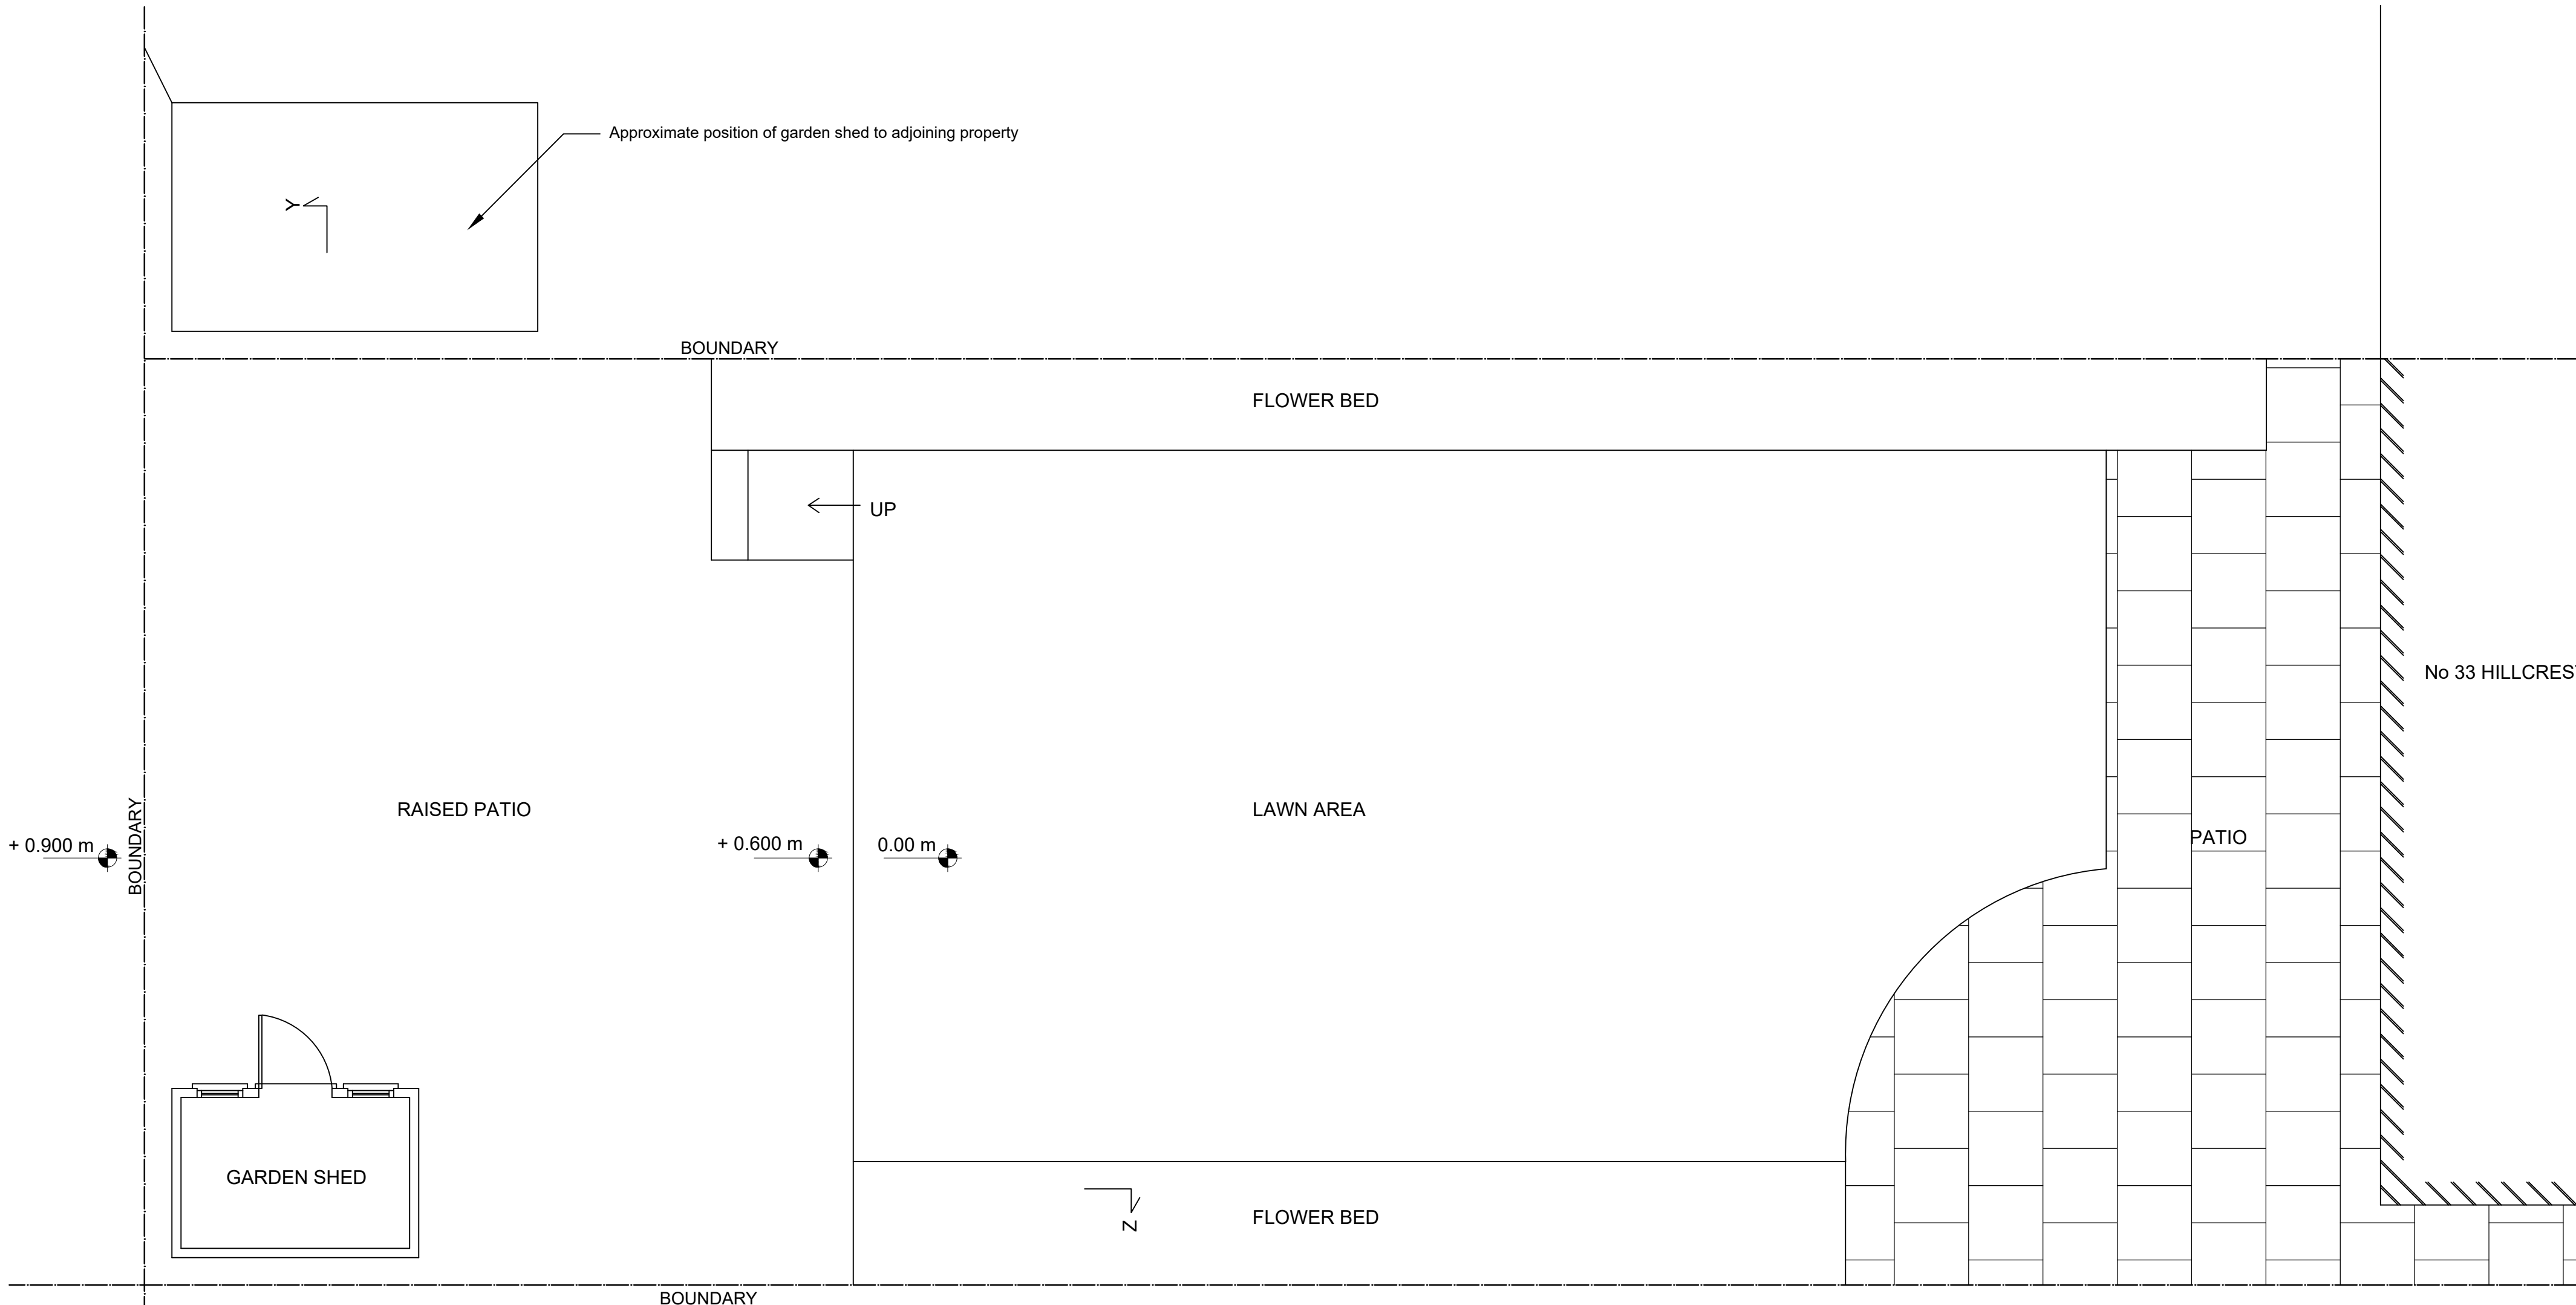 Approximate position of garden shed to adjoining property
Y
BOUNDARY
FLOWER BED
UP
No 33 HILLCREST
RAISED PATIO
LAWN AREA
PATIO
+ 0.900 m
BOUNDARY
+ 0.600 m
0.00 m
GARDEN SHED
FLOWER BED
Z
BOUNDARY